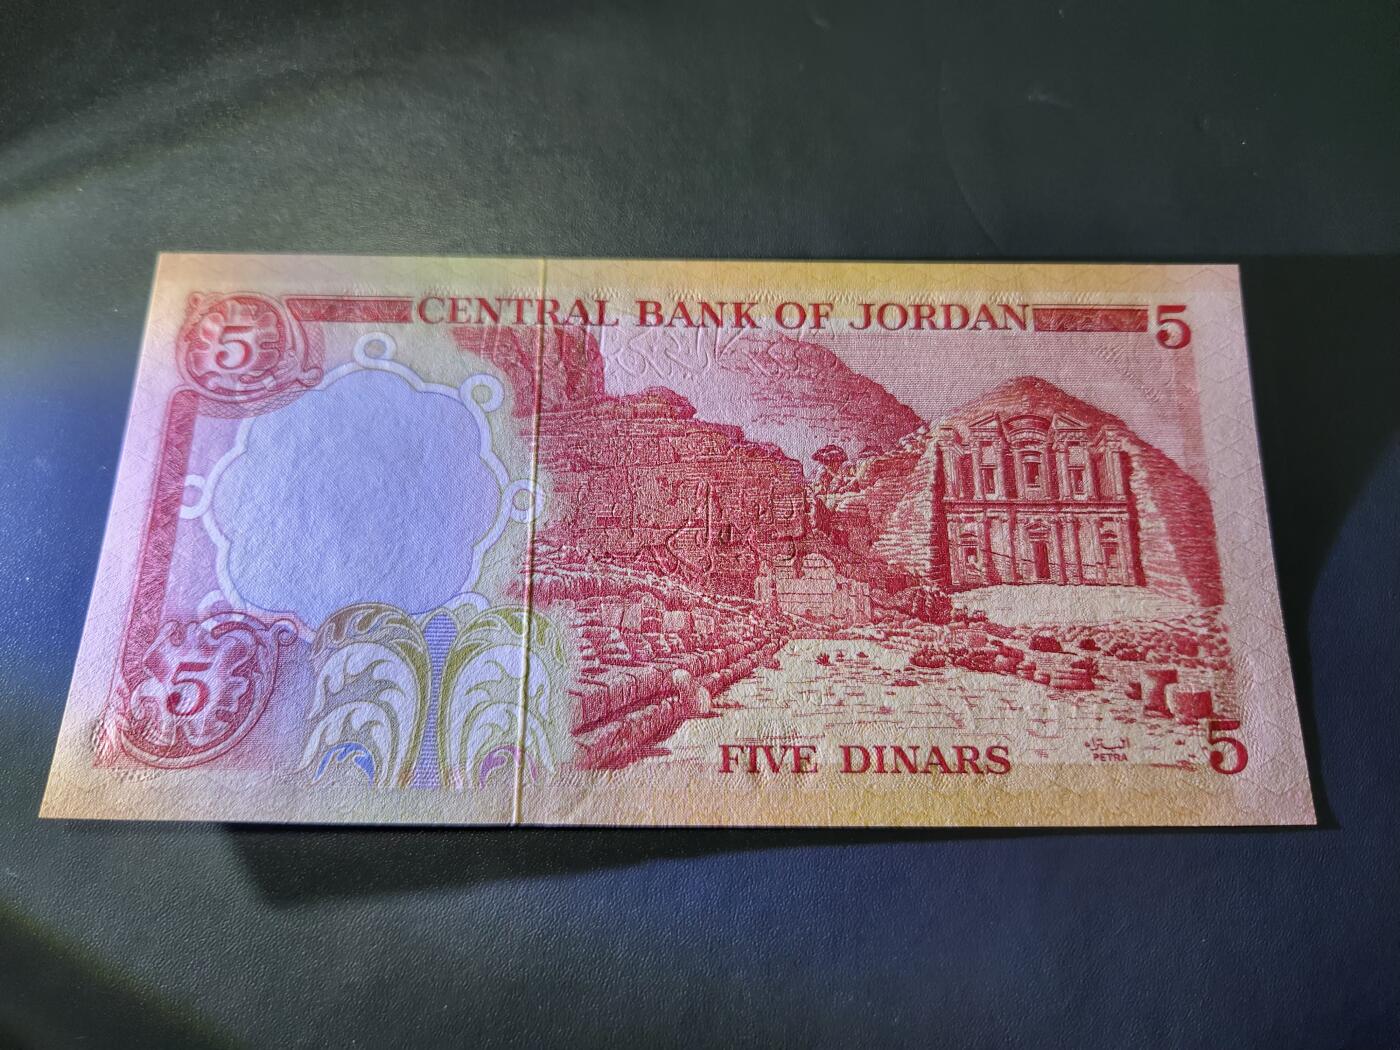 5 CENTRAL BANK OF JORDAN 5
البتراء
PETRA
5 FIVE DINARS 5